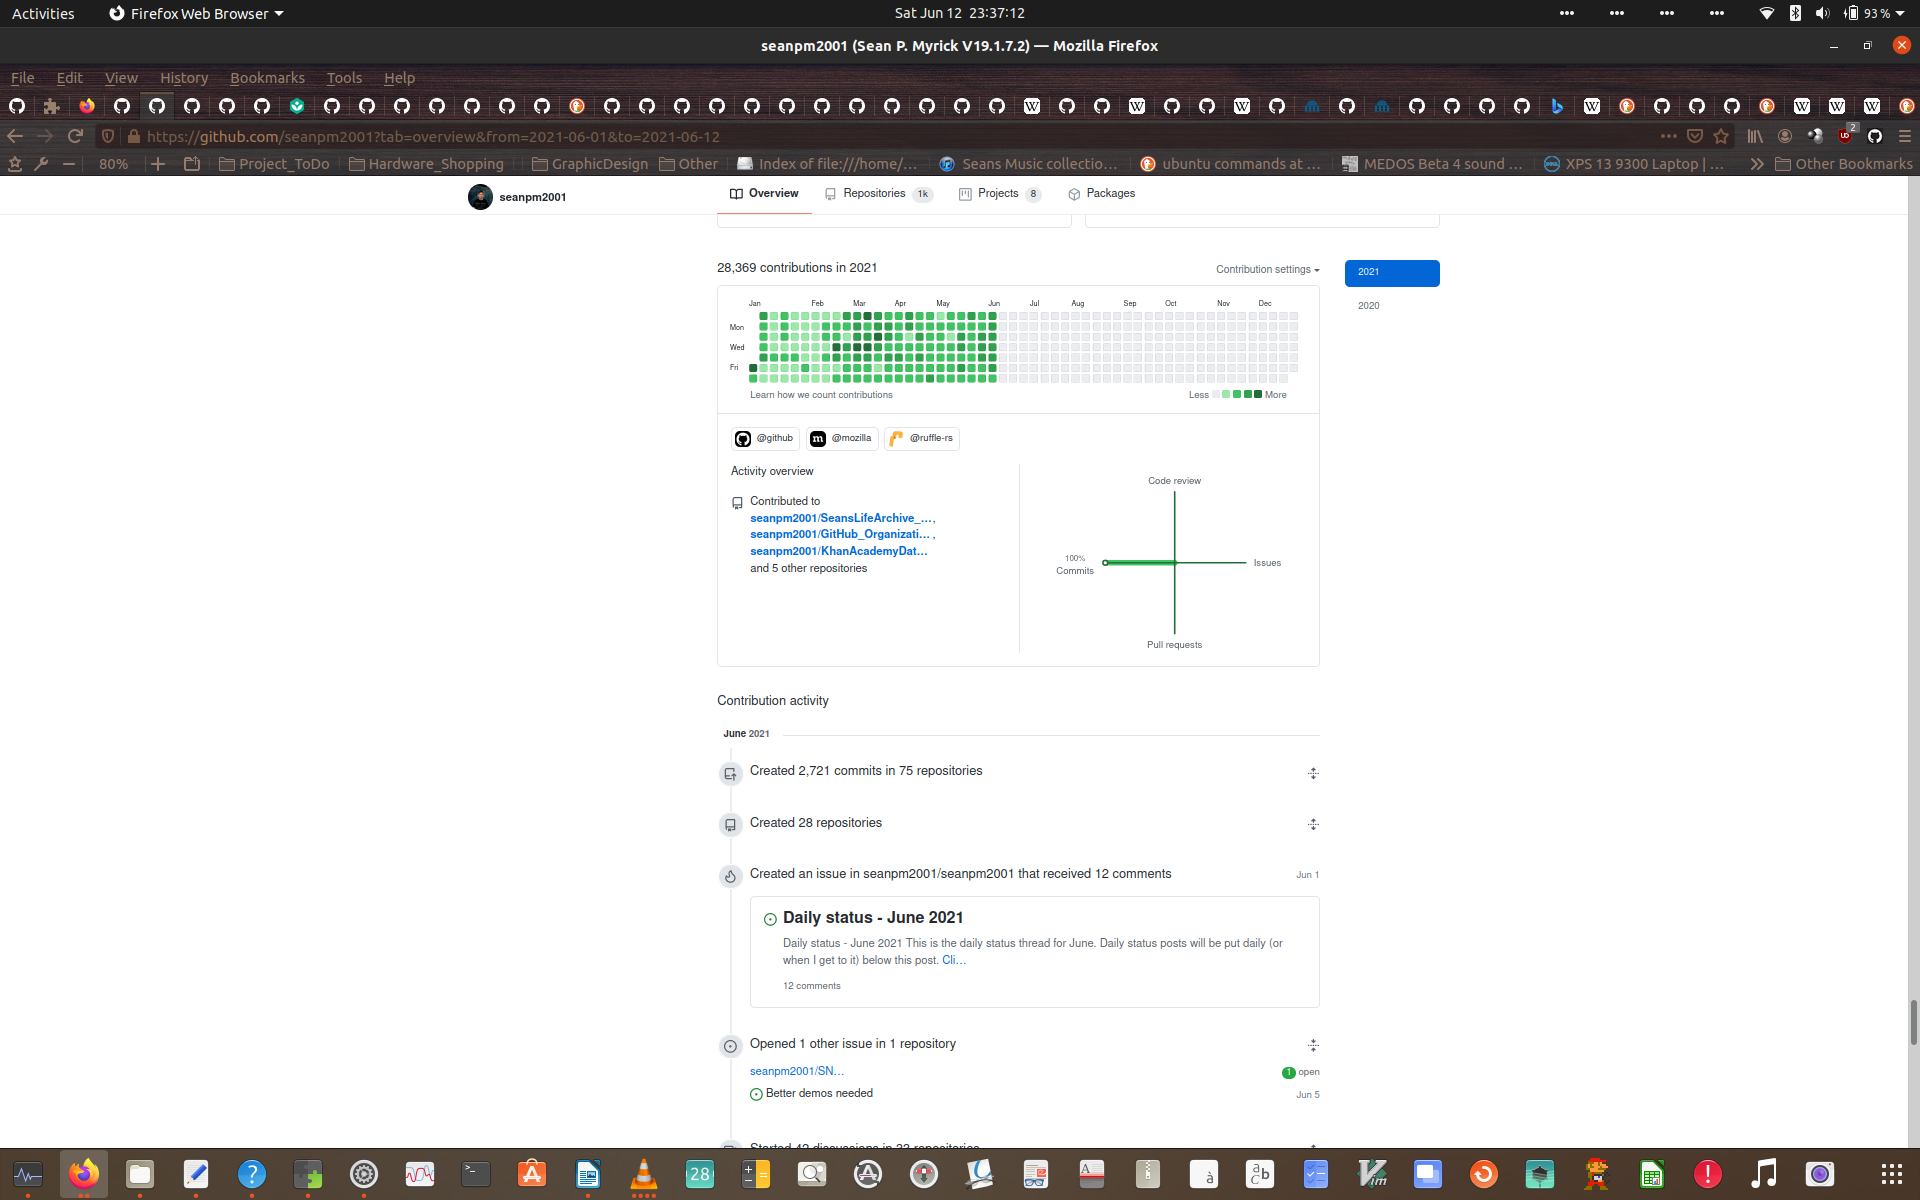 Activities
Firefox Web Browser
Sat Jun 12 23:37:12
93 %
seanpm2001 (Sean P. Myrick V19.1.7.2) — Mozilla Firefox
File Edit View History Bookmarks Tools Help
https://github.com/seanpm2001?tab=overview&from=2021-06-01&to=2021-06-12
2
80%
Project_ToDo
Hardware_Shopping
GraphicDesign
Other
Index of file:///home/…
Seans Music collectio…
ubuntu commands at …
MEDOS Beta 4 sound …
XPS 13 9300 Laptop | …
Other Bookmarks
seanpm2001
Overview
Repositories 1k
Projects 8
Packages
28,369 contributions in 2021
Contribution settings
2021
2020
Jan Feb Mar Apr May Jun Jul Aug Sep Oct Nov Dec
Mon
Wed
Fri
Learn how we count contributions
Less More
@github
@mozilla
@ruffle-rs
Activity overview
Contributed to
seanpm2001/SeansLifeArchive_…,
seanpm2001/GitHub_Organizati… ,
seanpm2001/KhanAcademyDat…
and 5 other repositories
Code review
100%
Commits
Issues
Pull requests
Contribution activity
June 2021
Created 2,721 commits in 75 repositories
Created 28 repositories
Created an issue in seanpm2001/seanpm2001 that received 12 comments
Jun 1
Daily status - June 2021
Daily status - June 2021 This is the daily status thread for June. Daily status posts will be put daily (or
when I get to it) below this post. Cli…
12 comments
Opened 1 other issue in 1 repository
seanpm2001/SN…
1 open
Better demos needed
Jun 5
Started 42 discussions in 33 repositories
28
Vim